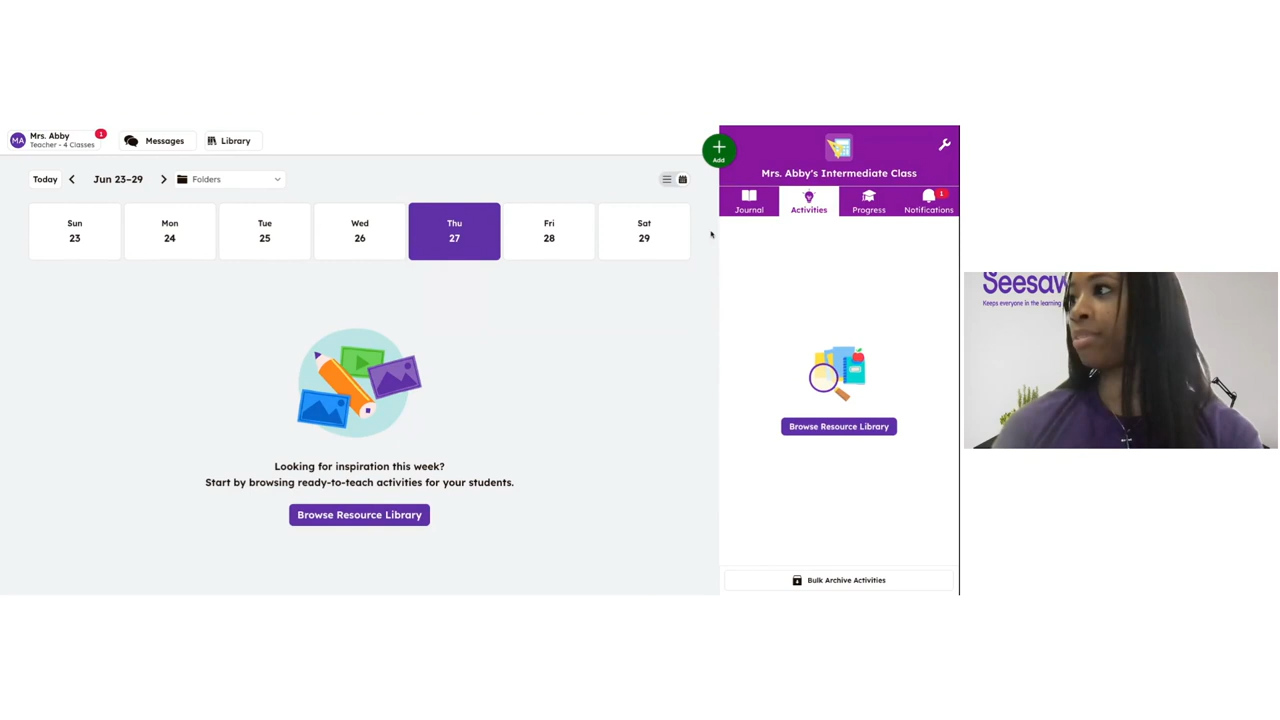 MA
Mrs. Abby
Teacher - 4 Classes
1
Messages
Library
Add
Today
Jun 23–29
Folders
Sun
23
Mon
24
Tue
25
Wed
26
Thu
27
Fri
28
Sat
29
Looking for inspiration this week?
Start by browsing ready-to-teach activities for your students.
Browse Resource Library
Mrs. Abby's Intermediate Class
Journal
Activities
Progress
Notifications
1
Browse Resource Library
Bulk Archive Activities
Seesaw
Keeps everyone in the learning